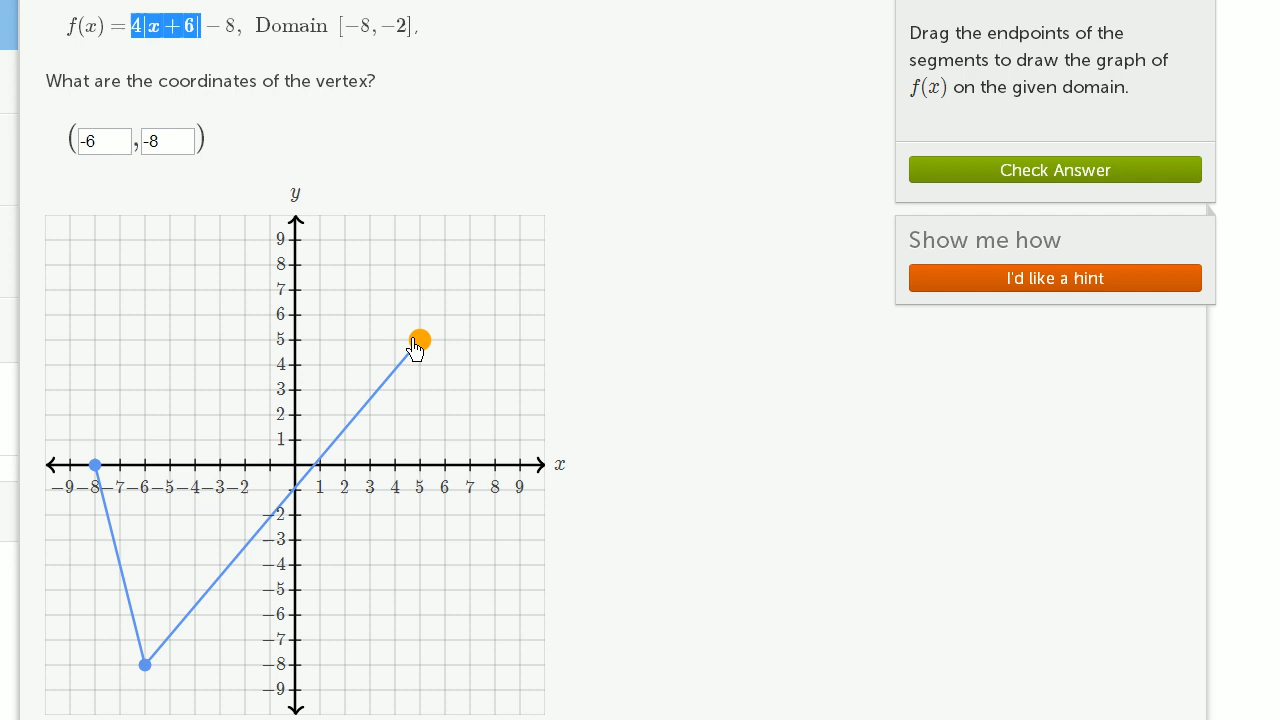 f(x) = 4|x + 6| − 8, Domain [−8, −2].
What are the coordinates of the vertex?
(-6, -8)
y
9
8
7
6
5
4
3
2
1
x
−9 −8 −7 −6 −5 −4 −3 −2 1 2 3 4 5 6 7 8 9
−2
−3
−4
−5
−6
−7
−8
−9
Drag the endpoints of the
segments to draw the graph of
f(x) on the given domain.
Check Answer
Show me how
I'd like a hint